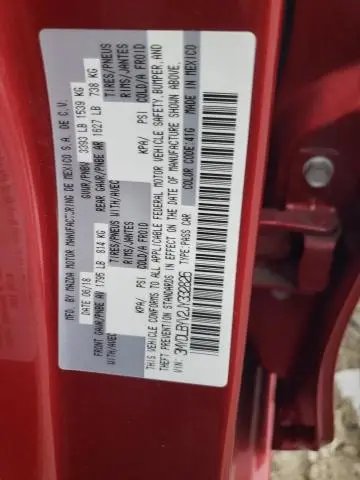 MFD BY MAZDA MOTOR MANUFACTURING DE MEXICO S.A. DE C.V.
DATE: 06/18 GVWR/PNBV 3393 LB 1539 KG
FRONT GAWR/PNBE AV 1795 LB 814 KG REAR GAWR/PNBE AR 1627 LB 738 KG
WITH/AVEC TIRES/PNEUS WITH/AVEC TIRES/PNEUS
RIMS/JANTES RIMS/JANTES
KPA/ PSI COLD/A FROID KPA/ PSI COLD/A FROID
THIS VEHICLE CONFORMS TO ALL APPLICABLE FEDERAL MOTOR VEHICLE SAFETY, BUMPER, AND
THEFT PREVENTION STANDARDS IN EFFECT ON THE DATE OF MANUFACTURE SHOWN ABOVE.
VIN: TYPE: PASS CAR COLOR CODE: 41G MADE IN MEXICO